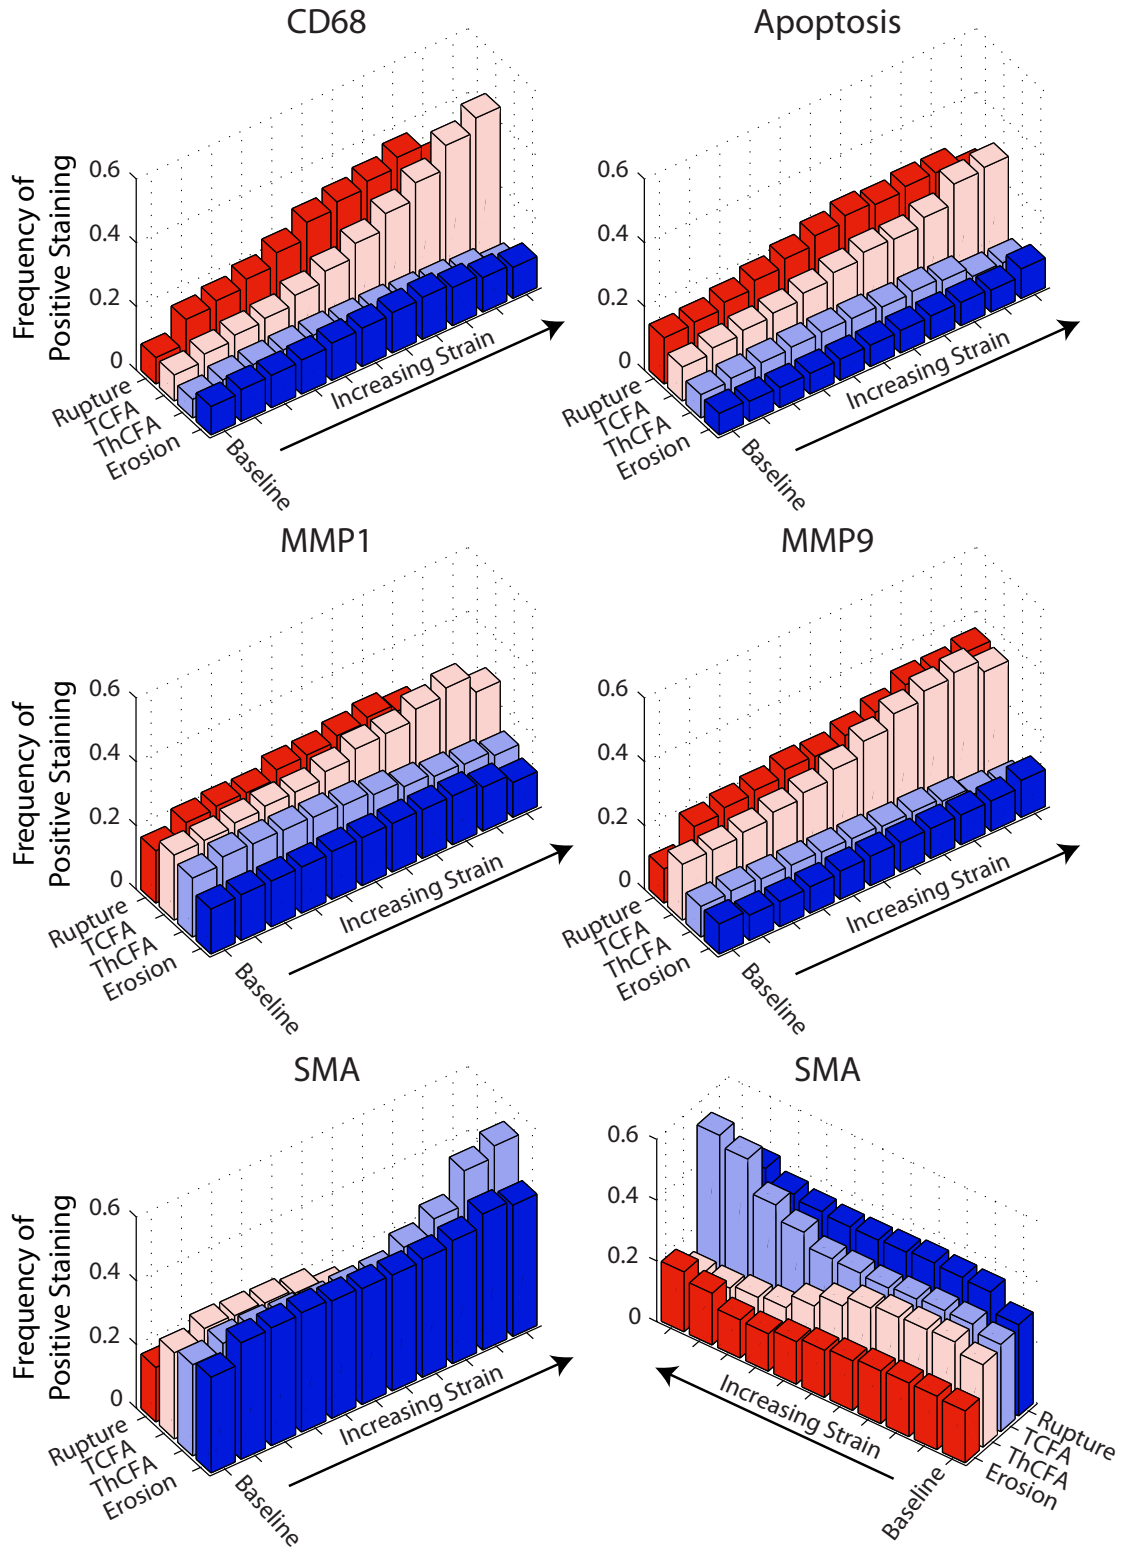 CD68
Apoptosis
Frequency of
Positive Staining
0.6
0.4
0.2
0
Rupture
TCFA
ThCFA
Erosion
Baseline
Increasing Strain
0.6
0.4
0.2
0
Rupture
TCFA
ThCFA
Erosion
Baseline
Increasing Strain
MMP1
MMP9
Frequency of
Positive Staining
0.6
0.4
0.2
0
Rupture
TCFA
ThCFA
Erosion
Baseline
Increasing Strain
0.6
0.4
0.2
0
Rupture
TCFA
ThCFA
Erosion
Baseline
Increasing Strain
SMA
SMA
Frequency of
Positive Staining
0.6
0.4
0.2
0
Rupture
TCFA
ThCFA
Erosion
Baseline
Increasing Strain
0.6
0.4
0.2
0
Increasing Strain
Baseline
Rupture
TCFA
ThCFA
Erosion